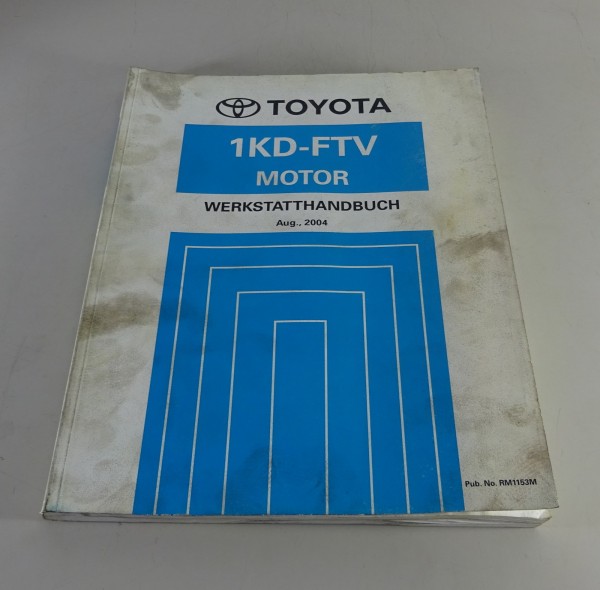 TOYOTA
1KD-FTV
MOTOR
WERKSTATTHANDBUCH
Aug., 2004
Pub. No. RM1153M